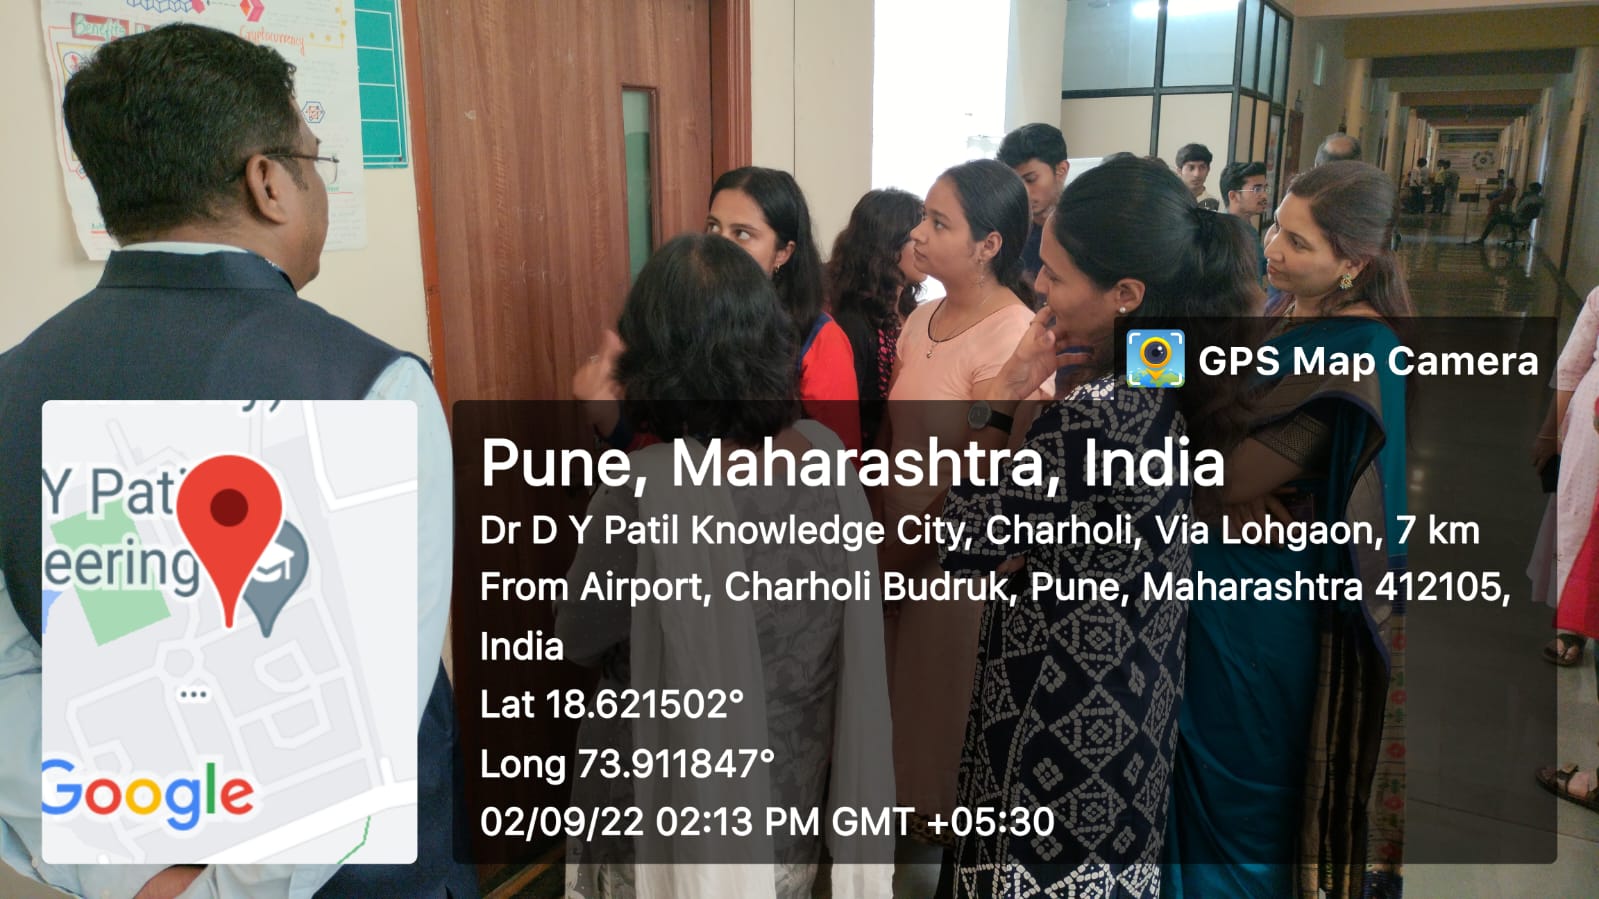 Benefits
Cryptocurrency
GPS Map Camera
Pune, Maharashtra, India
Dr D Y Patil Knowledge City, Charholi, Via Lohgaon, 7 km
From Airport, Charholi Budruk, Pune, Maharashtra 412105,
India
Lat 18.621502°
Long 73.911847°
02/09/22 02:13 PM GMT +05:30
Y Pat
eering
...
Google